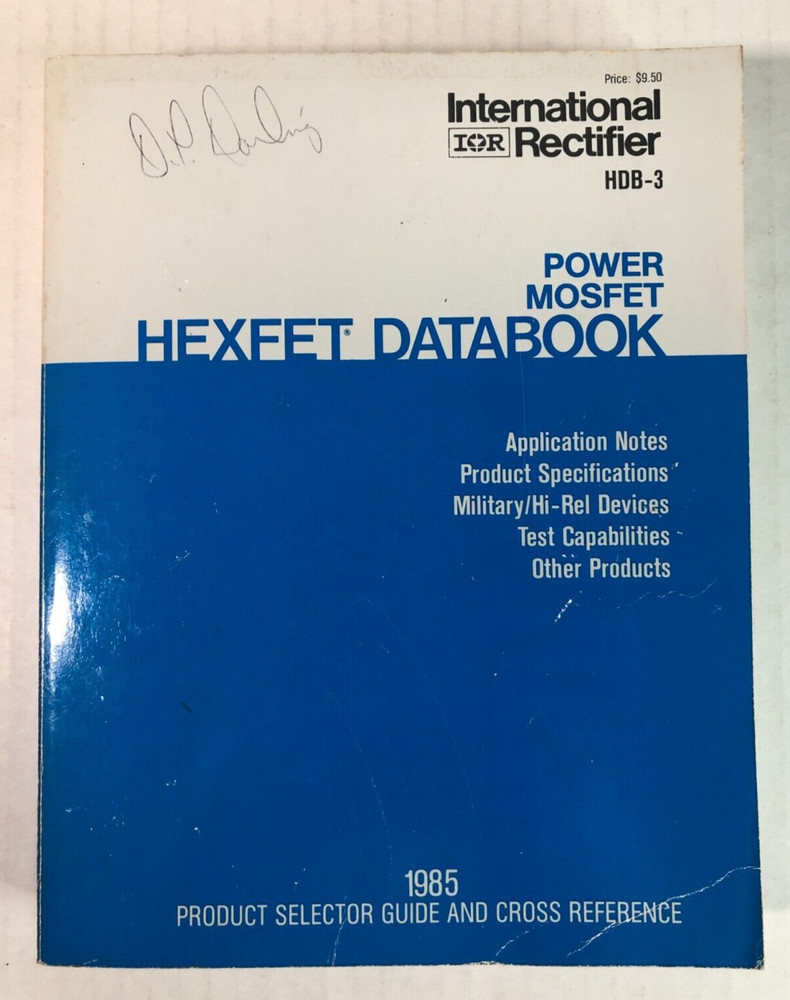 Price: $9.50
D.P. Darling
International
IOR Rectifier
HDB-3
POWER
MOSFET
HEXFET® DATABOOK
Application Notes
Product Specifications
Military/Hi-Rel Devices
Test Capabilities
Other Products
1985
PRODUCT SELECTOR GUIDE AND CROSS REFERENCE